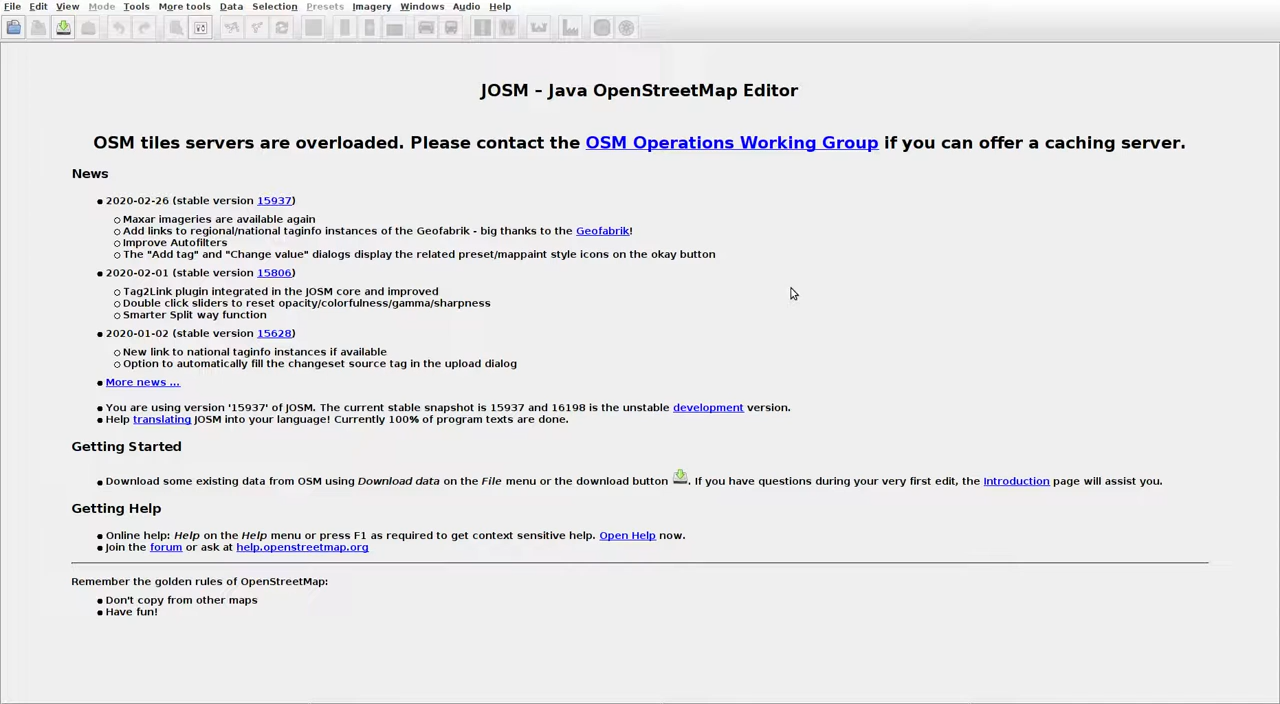 File Edit View Mode Tools More tools Data Selection Presets Imagery Windows Audio Help
JOSM – Java OpenStreetMap Editor
OSM tiles servers are overloaded. Please contact the OSM Operations Working Group if you can offer a caching server.
News
2020-02-26 (stable version 15937)
Maxar imageries are available again
Add links to regional/national taginfo instances of the Geofabrik - big thanks to the Geofabrik!
Improve Autofilters
The "Add tag" and "Change value" dialogs display the related preset/mappaint style icons on the okay button
2020-02-01 (stable version 15806)
Tag2Link plugin integrated in the JOSM core and improved
Double click sliders to reset opacity/colorfulness/gamma/sharpness
Smarter Split way function
2020-01-02 (stable version 15628)
New link to national taginfo instances if available
Option to automatically fill the changeset source tag in the upload dialog
More news ...
You are using version '15937' of JOSM. The current stable snapshot is 15937 and 16198 is the unstable development version.
Help translating JOSM into your language! Currently 100% of program texts are done.
Getting Started
Download some existing data from OSM using Download data on the File menu or the download button . If you have questions during your very first edit, the Introduction page will assist you.
Getting Help
Online help: Help on the Help menu or press F1 as required to get context sensitive help. Open Help now.
Join the forum or ask at help.openstreetmap.org
Remember the golden rules of OpenStreetMap:
Don't copy from other maps
Have fun!